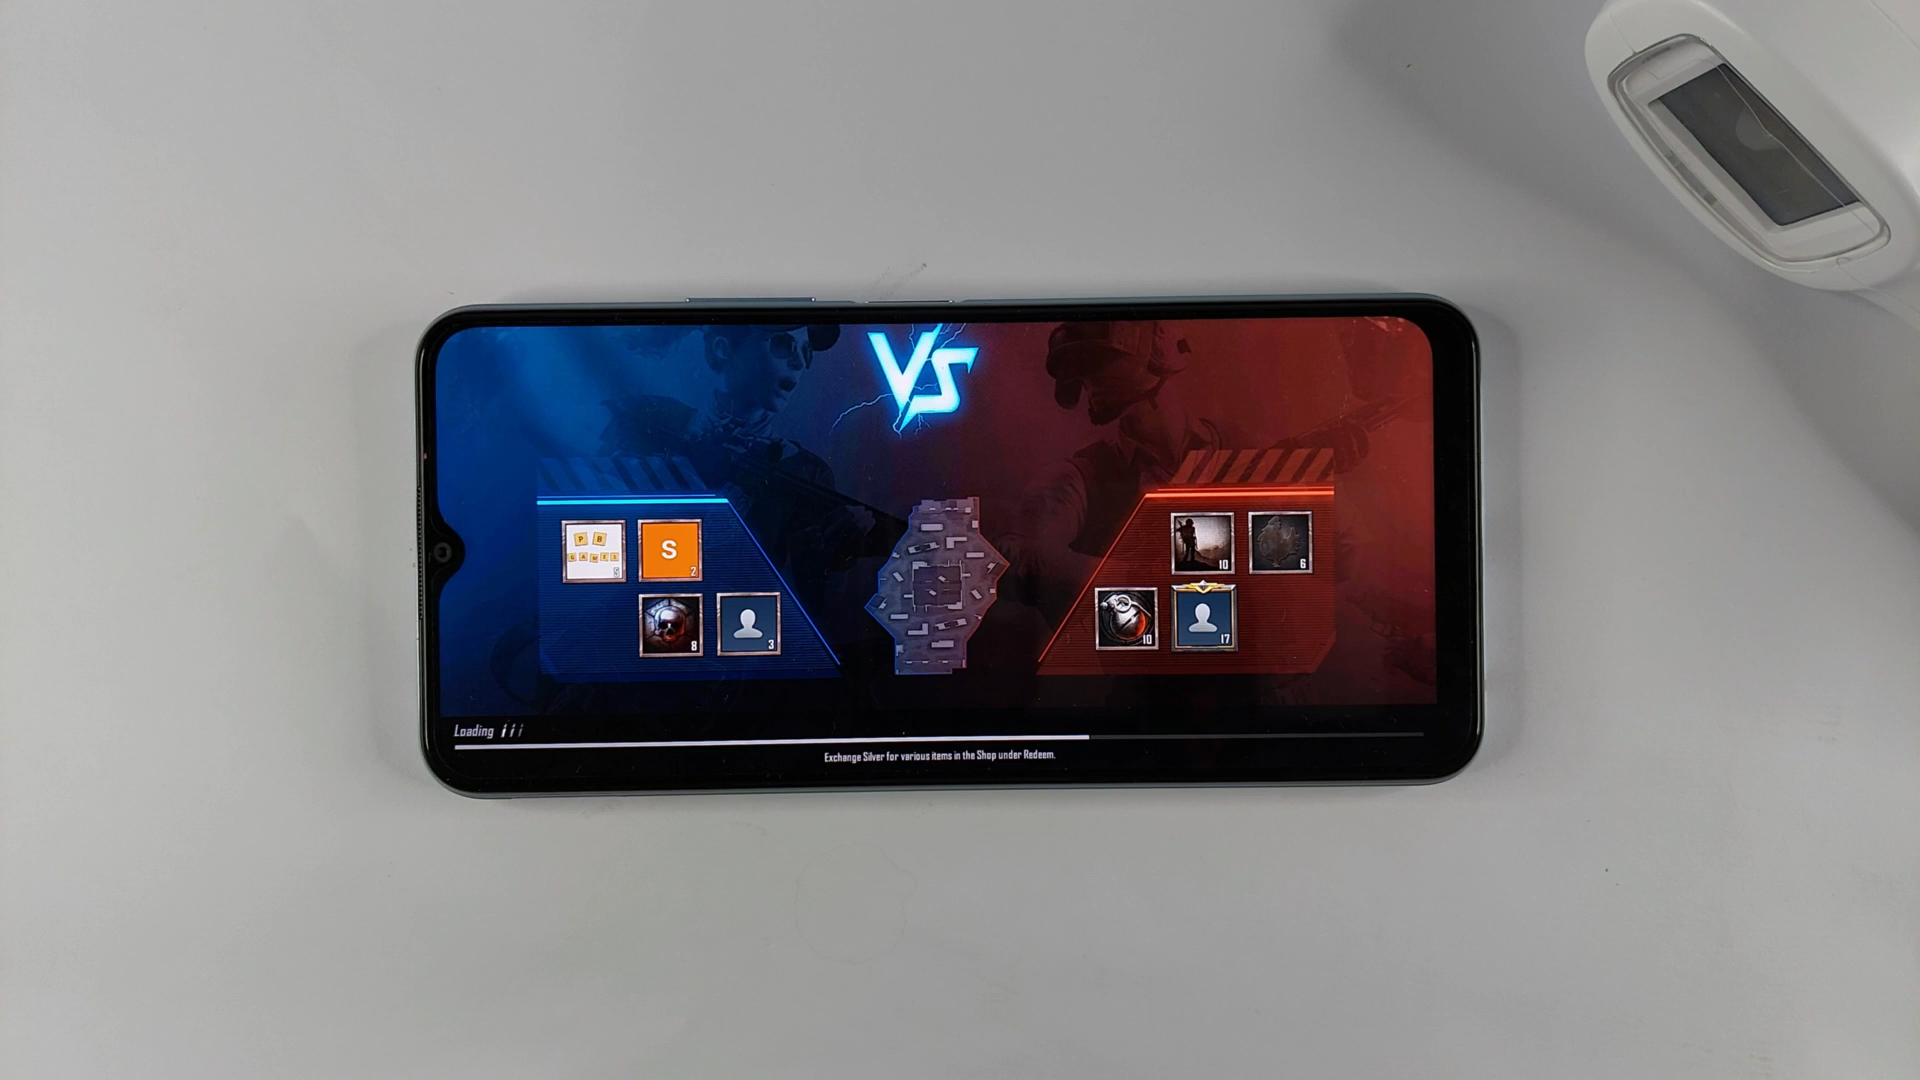 VS
P B
G A M E S
5
S
2
8
3
10
6
10
17
Loading
Exchange Silver for various items in the Shop under Redeem.